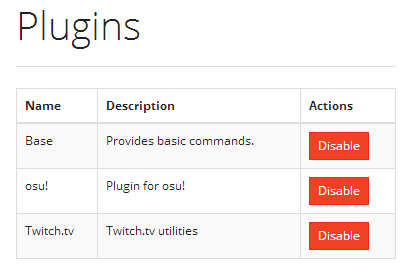 Plugins
Name Description Actions
Base Provides basic commands. Disable
osu! Plugin for osu! Disable
Twitch.tv Twitch.tv utilities Disable